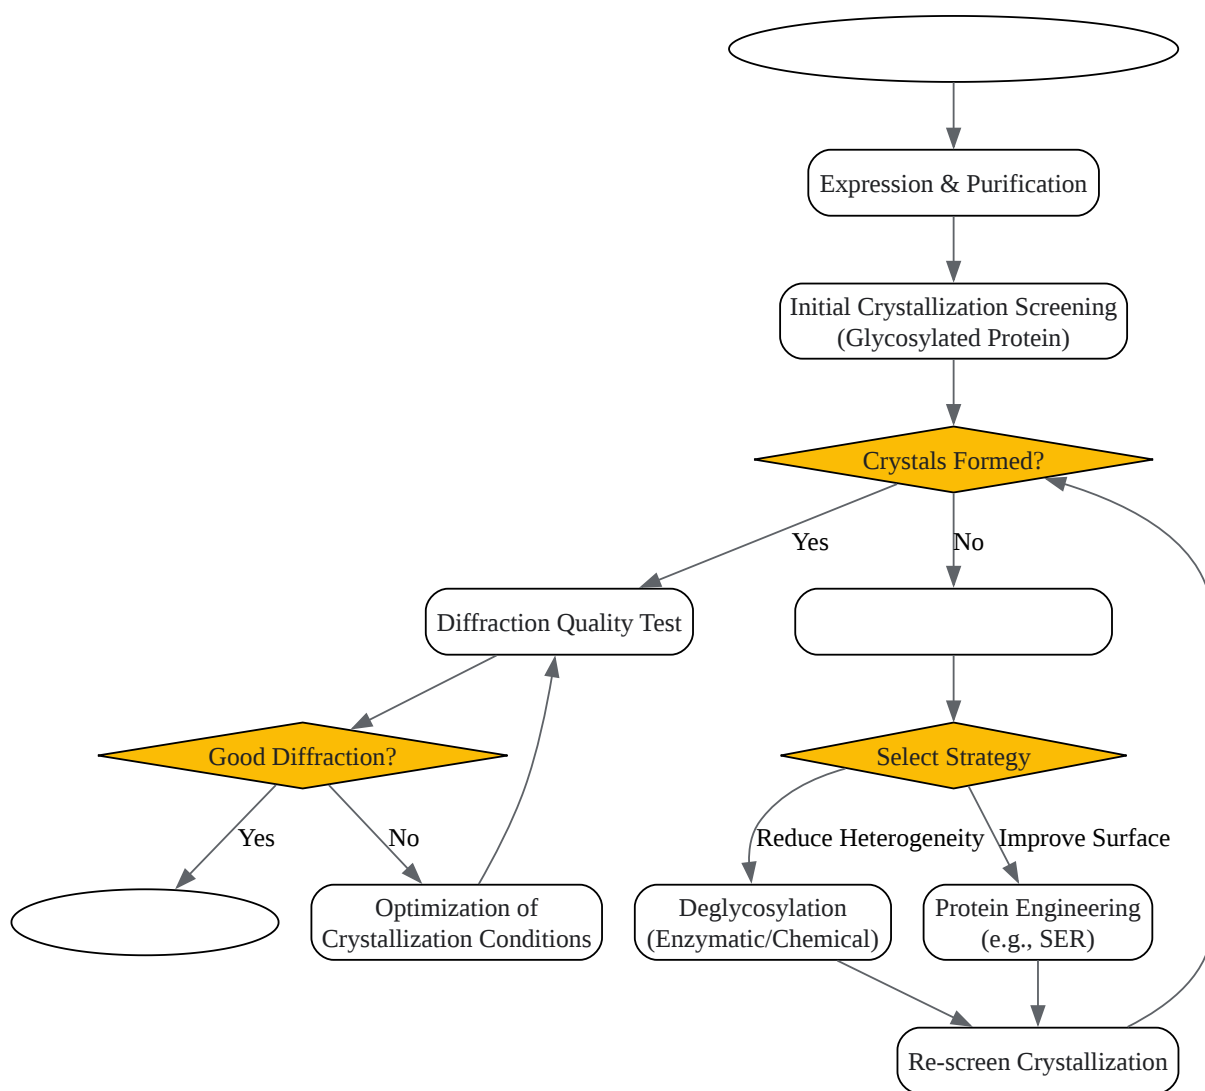 Expression & Purification
Initial Crystallization Screening
(Glycosylated Protein)
Crystals Formed?
Yes
No
Diffraction Quality Test
Good Diffraction?
Select Strategy
Yes
No
Reduce Heterogeneity
Improve Surface
Optimization of
Crystallization Conditions
Deglycosylation
(Enzymatic/Chemical)
Protein Engineering
(e.g., SER)
Re-screen Crystallization